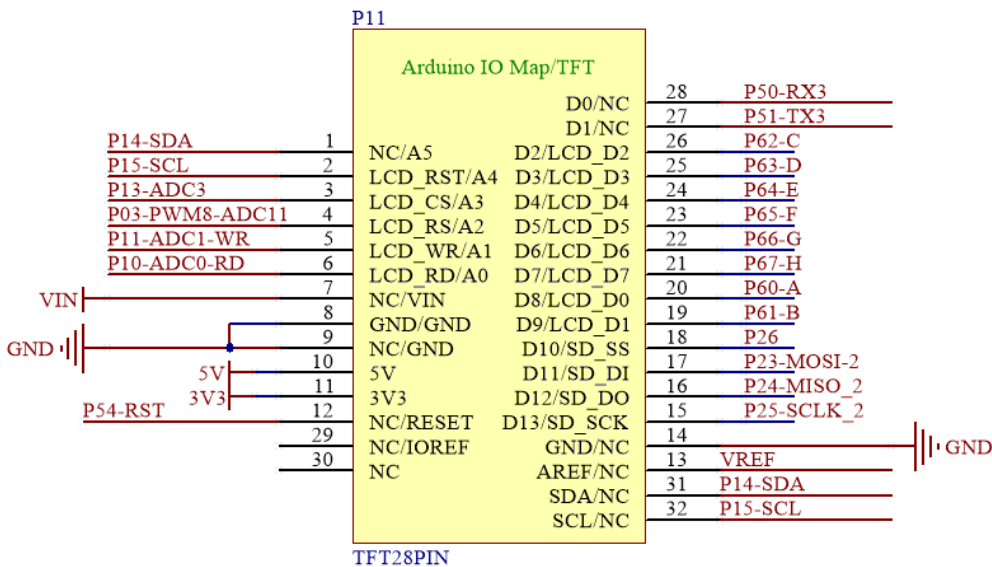 P11
Arduino IO Map/TFT
D0/NC 28 P50-RX3
D1/NC 27 P51-TX3
P14-SDA 1 NC/A5 D2/LCD_D2 26 P62-C
P15-SCL 2 LCD_RST/A4 D3/LCD_D3 25 P63-D
P13-ADC3 3 LCD_CS/A3 D4/LCD_D4 24 P64-E
P03-PWM8-ADC11 4 LCD_RS/A2 D5/LCD_D5 23 P65-F
P11-ADC1-WR 5 LCD_WR/A1 D6/LCD_D6 22 P66-G
P10-ADC0-RD 6 LCD_RD/A0 D7/LCD_D7 21 P67-H
VIN 7 NC/VIN D8/LCD_D0 20 P60-A
8 GND/GND D9/LCD_D1 19 P61-B
GND 9 NC/GND D10/SD_SS 18 P26
5V 10 5V D11/SD_DI 17 P23-MOSI-2
3V3 11 3V3 D12/SD_DO 16 P24-MISO_2
P54-RST 12 NC/RESET D13/SD_SCK 15 P25-SCLK_2
29 NC/IOREF GND/NC 14 GND
30 NC AREF/NC 13 VREF
SDA/NC 31 P14-SDA
SCL/NC 32 P15-SCL
TFT28PIN